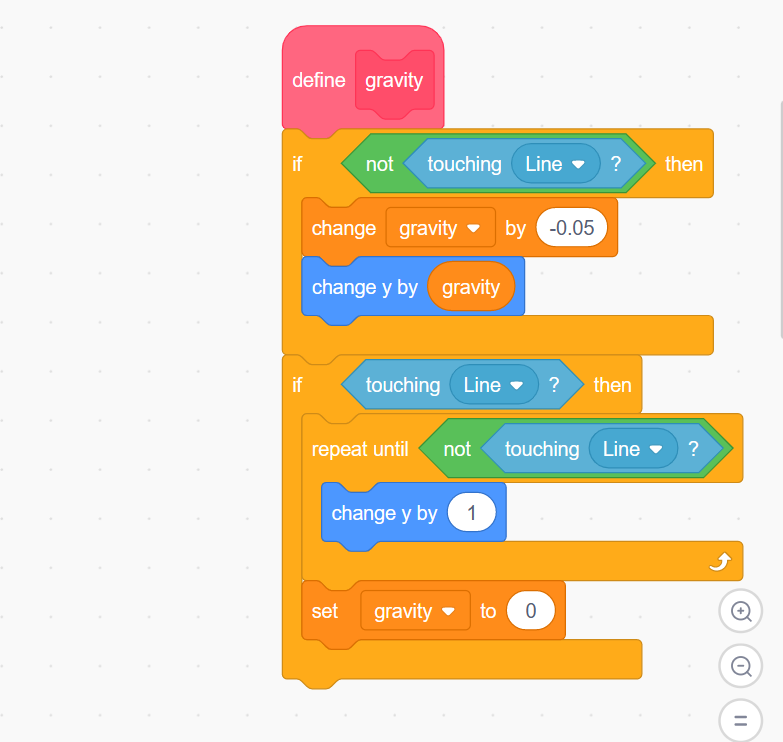 define gravity
if not touching Line ? then
change gravity by -0.05
change y by gravity
if touching Line ? then
repeat until not touching Line ?
change y by 1
set gravity to 0